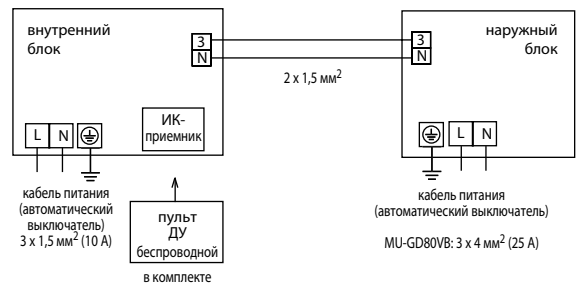 внутренний
блок
3
N
2 x 1,5 мм²
3
N
наружный
блок
L N
ИК-
приемник
L N
кабель питания
(автоматический
выключатель)
3 x 1,5 мм² (10 А)
пульт
ДУ
беспроводной
в комплекте
кабель питания
(автоматический выключатель)
MU-GD80VB: 3 x 4 мм² (25 А)